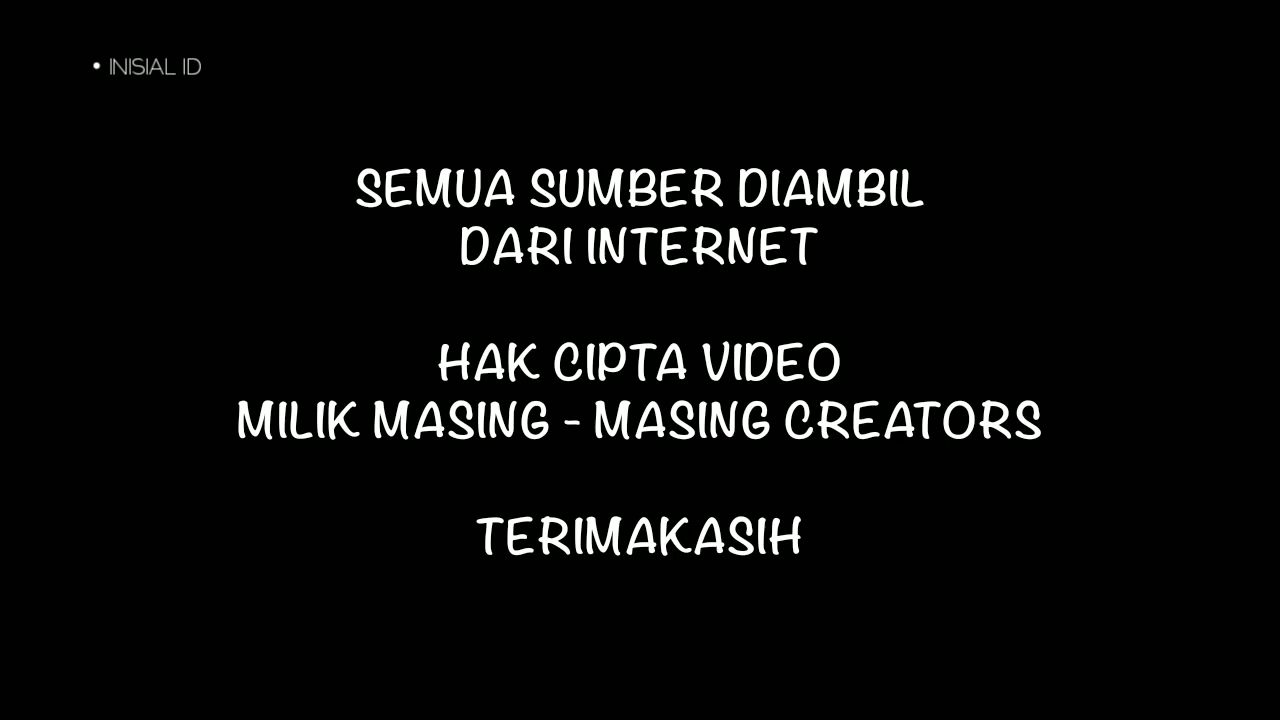 • INISIAL ID
SEMUA SUMBER DIAMBIL
DARI INTERNET
HAK CIPTA VIDEO
MILIK MASING - MASING CREATORS
TERIMAKASIH